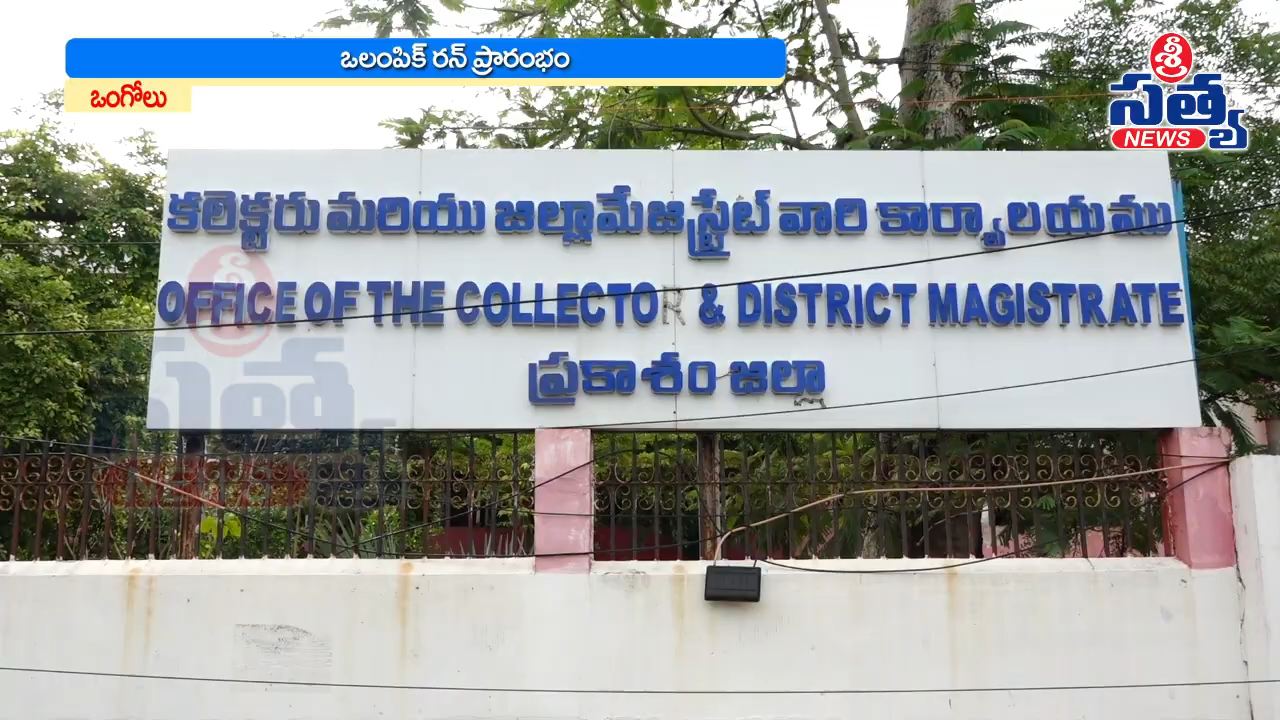 ఒలంపిక్ రన్ ప్రారంభం
ఒంగోలు
శ్రీ
సత్య
NEWS
కలెక్టరు మరియు జిల్లామేజిస్ట్రేట్ వారి కార్యాలయము
OFFICE OF THE COLLECTOR & DISTRICT MAGISTRATE
ప్రకాశం జిల్లా